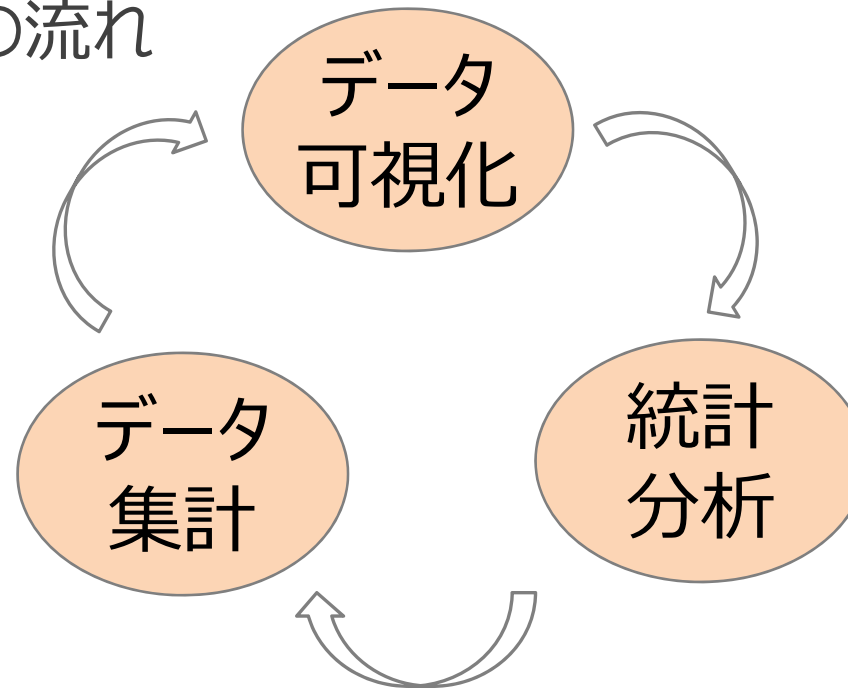 の流れ
データ
可視化
データ
集計
統計
分析